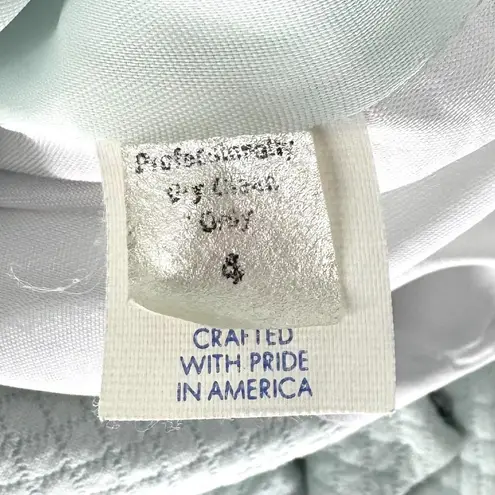 Professionally
Dry Clean
Only
4
CRAFTED
WITH PRIDE
IN AMERICA